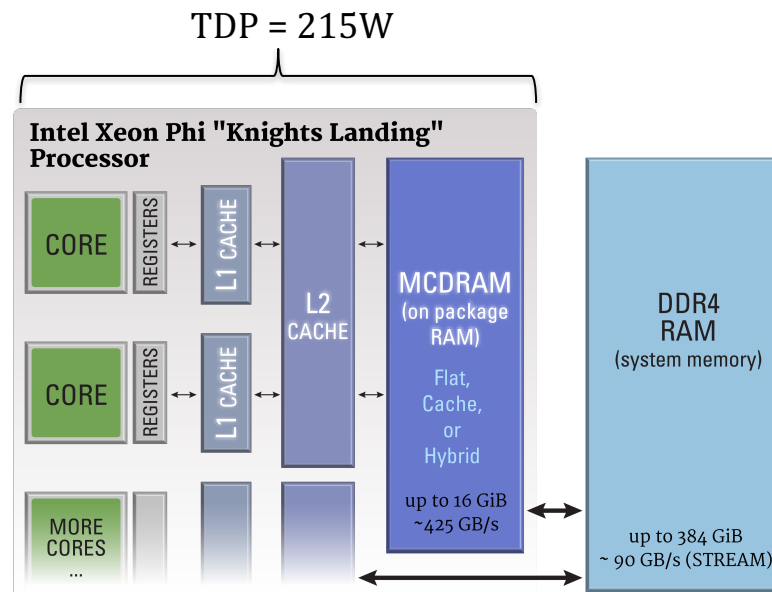 TDP = 215W
Intel Xeon Phi "Knights Landing"
Processor
CORE
REGISTERS
L1 CACHE
CORE
REGISTERS
L1 CACHE
MORE
CORES
...
L2
CACHE
MCDRAM
(on package
RAM)
Flat,
Cache,
or
Hybrid
up to 16 GiB
~425 GB/s
DDR4
RAM
(system memory)
up to 384 GiB
~ 90 GB/s (STREAM)